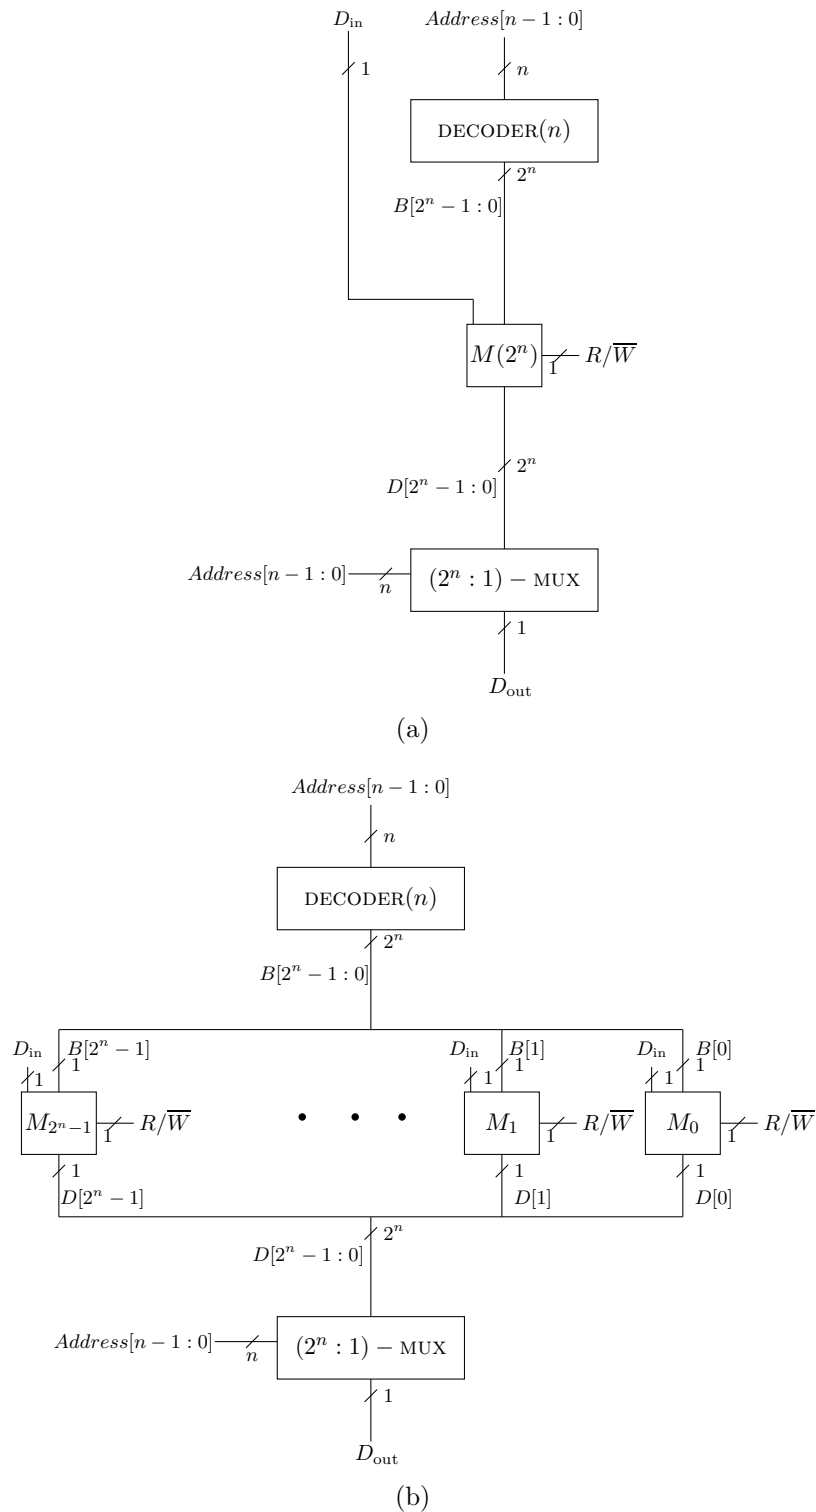 D_in Address[n − 1 : 0]
1 n
DECODER(n)
2^n
B[2^n − 1 : 0]
M(2^n) 1 R/W̅
2^n
D[2^n − 1 : 0]
Address[n − 1 : 0] n (2^n : 1) − MUX
1
D_out
(a)
Address[n − 1 : 0]
n
DECODER(n)
2^n
B[2^n − 1 : 0]
D_in B[2^n − 1] D_in B[1] D_in B[0]
1 1 1 1 1 1
M_{2^n−1} 1 R/W̅ • • • M_1 1 R/W̅ M_0 1 R/W̅
1 1 1
D[2^n − 1] D[1] D[0]
2^n
D[2^n − 1 : 0]
Address[n − 1 : 0] n (2^n : 1) − MUX
1
D_out
(b)